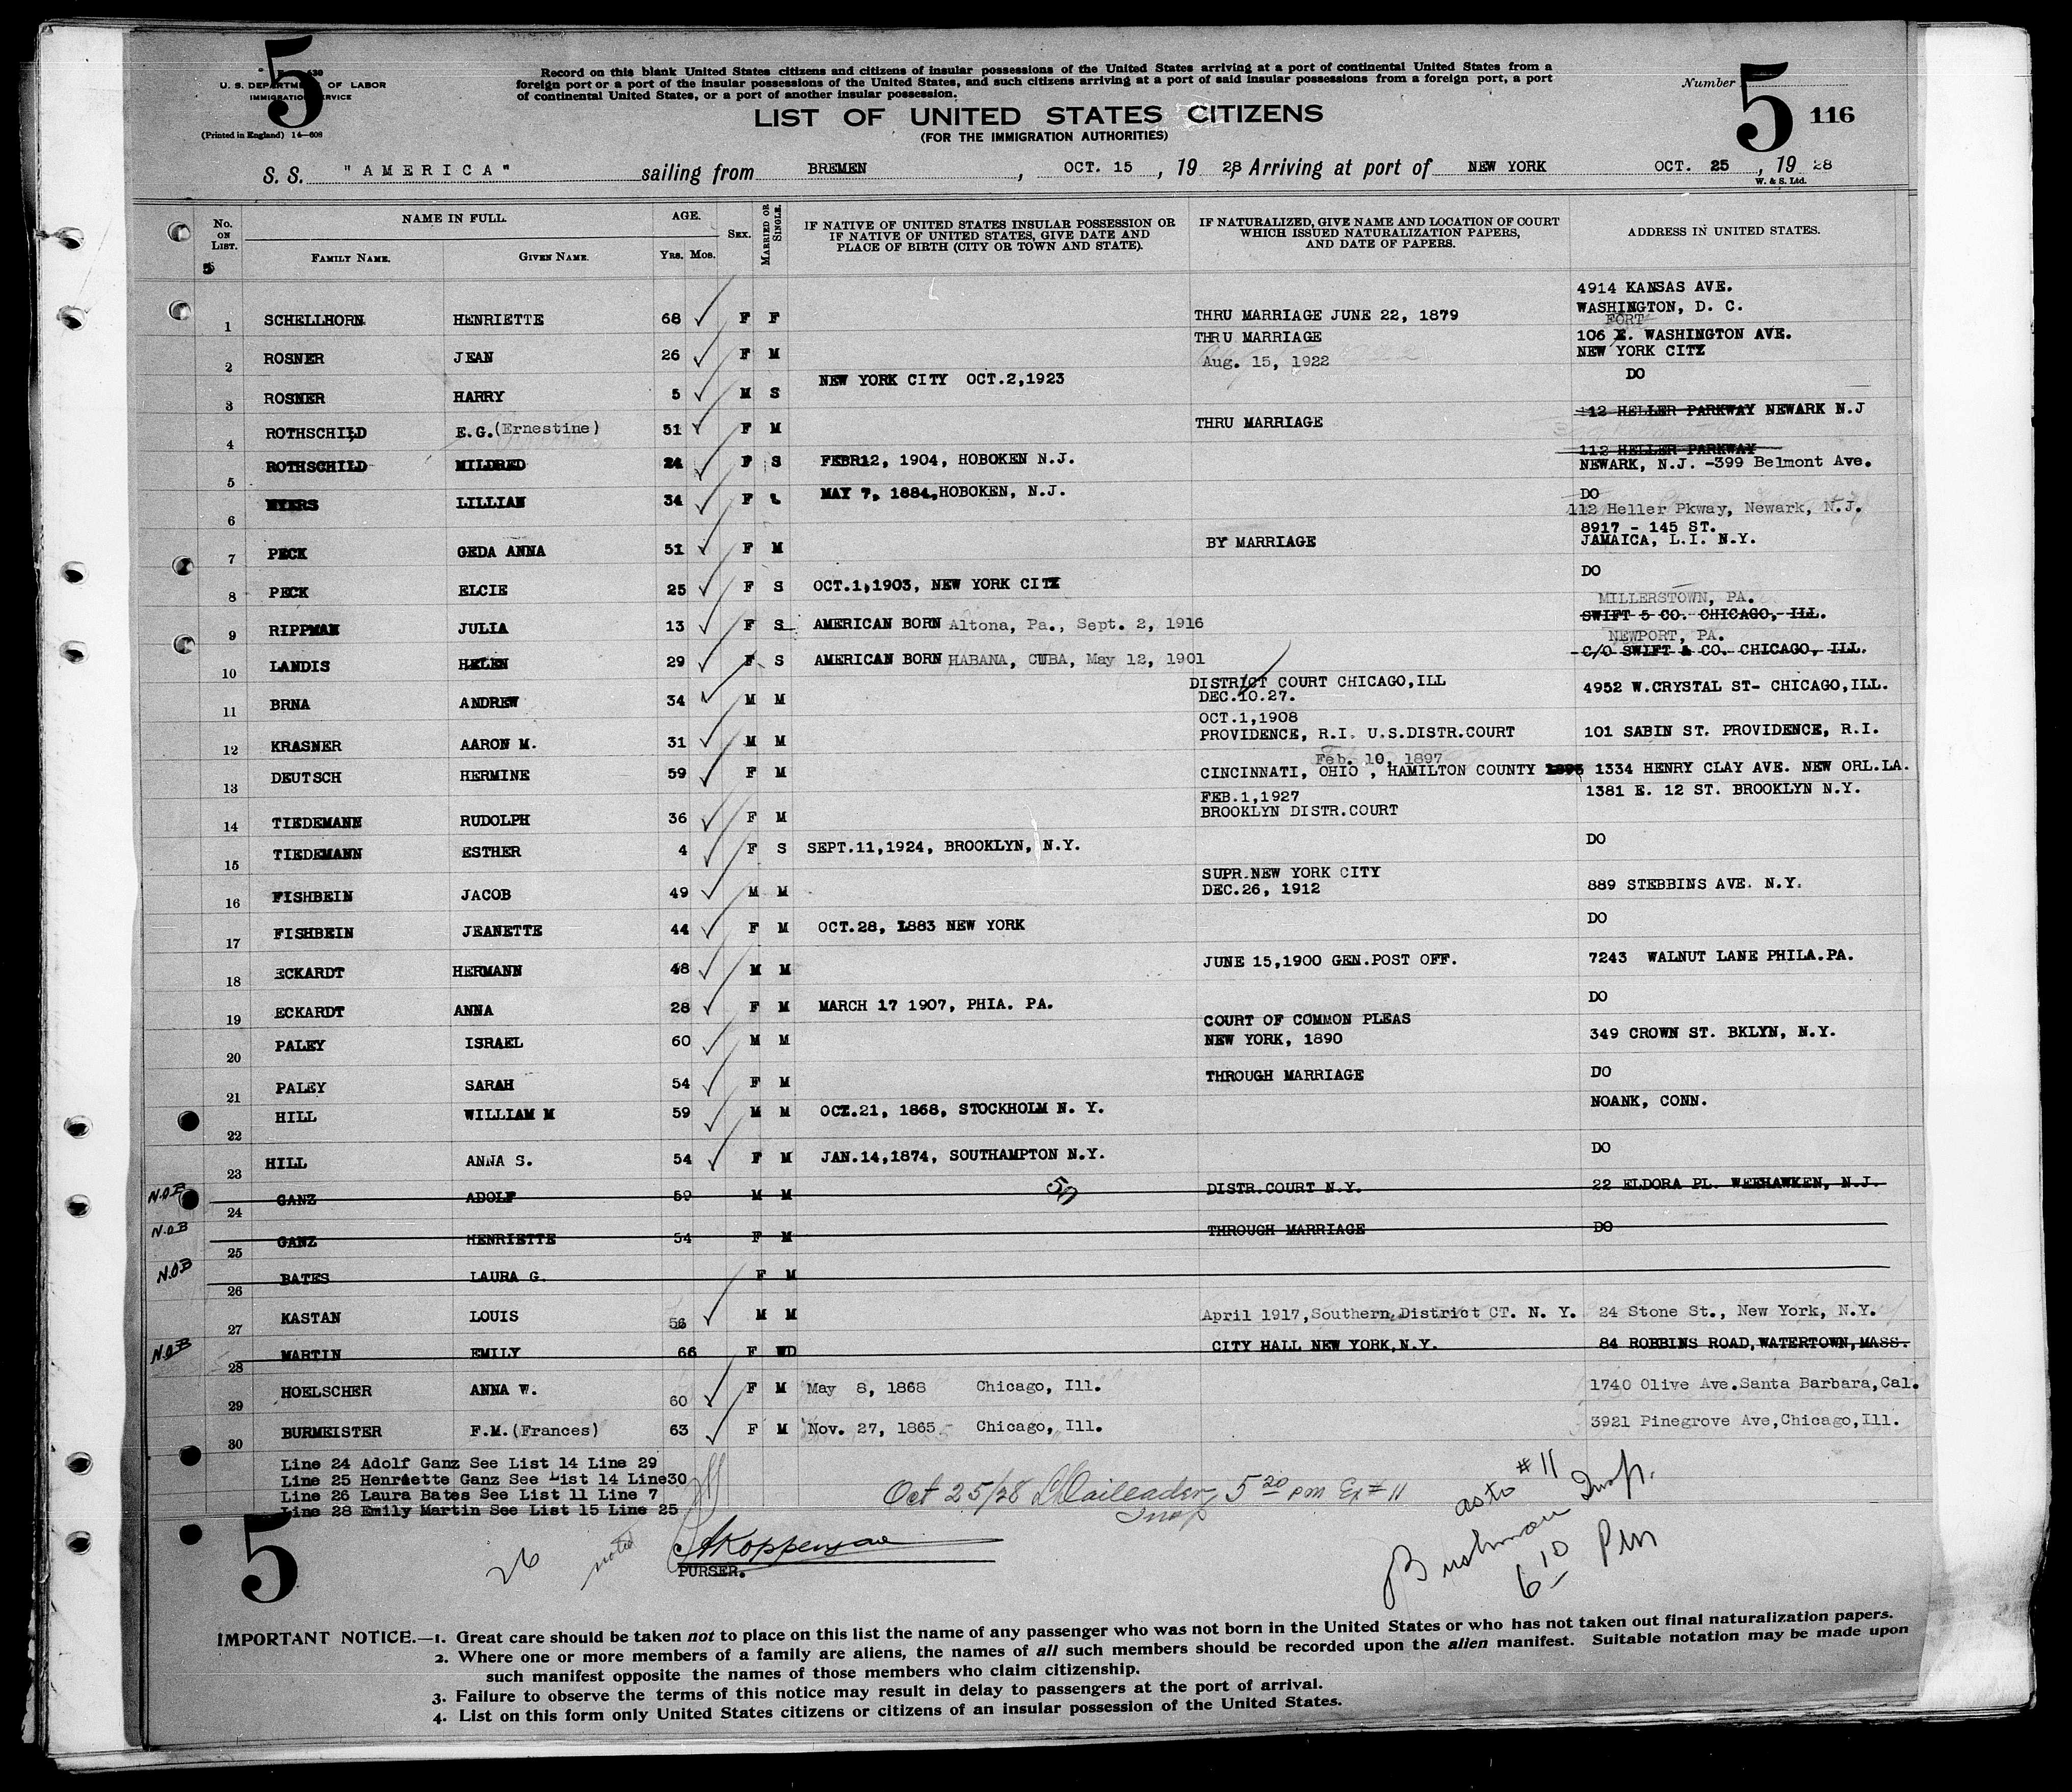 5
U. S. DEPARTMENT OF LABOR
IMMIGRATION SERVICE
(Printed in England) 14—608
Record on this blank United States citizens and citizens of insular possessions of the United States arriving at a port of continental United States from a
foreign port or a port of the insular possessions of the United States, and such citizens arriving at a port of said insular possessions from a foreign port, a port
of continental United States, or a port of another insular possession.
Number 5 116
LIST OF UNITED STATES CITIZENS
(FOR THE IMMIGRATION AUTHORITIES)
S. S. "AMERICA" sailing from BREMEN, OCT. 15, 19 28, Arriving at port of NEW YORK OCT. 25, 19 28
W. & S. Ltd.
No. ON LIST. NAME IN FULL. FAMILY NAME. GIVEN NAME. AGE. YRS. MOS. SEX. MARRIED OR SINGLE. IF NATIVE OF UNITED STATES INSULAR POSSESSION OR IF NATIVE OF UNITED STATES, GIVE DATE AND PLACE OF BIRTH (CITY OR TOWN AND STATE). IF NATURALIZED, GIVE NAME AND LOCATION OF COURT WHICH ISSUED NATURALIZATION PAPERS, AND DATE OF PAPERS. ADDRESS IN UNITED STATES.
5
4914 KANSAS AVE.
1 SCHELLHORN HENRIETTE 68 F F THRU MARRIAGE JUNE 22, 1879 WASHINGTON, D. C.
FORT
THRU MARRIAGE 106 E. WASHINGTON AVE.
2 ROSNER JEAN 26 F M Aug. 15, 1922 NEW YORK CITY
3 ROSNER HARRY 5 M S NEW YORK CITY OCT.2,1923 DO
4 ROTHSCHILD E.G.(Ernestine) 51 F M THRU MARRIAGE 112 HELLER PARKWAY NEWARK N.J
112 HELLER PARKWAY
5 ROTHSCHILD MILDRED 24 F S FEBR12, 1904, HOBOKEN N.J. NEWARK, N.J. -399 Belmont Ave.
6 MYERS LILLIAN 34 F MAY 7, 1884,HOBOKEN, N.J. DO
112 Heller Pkway, Newark, N.J.
8917 - 145 ST.
7 PECK GEDA ANNA 51 F M BY MARRIAGE JAMAICA, L.I. N.Y.
8 PECK ELCIE 25 F S OCT.1,1903, NEW YORK CITY DO
MILLERSTOWN, PA.
9 RIPPMAN JULIA 13 F S AMERICAN BORN Altona, Pa., Sept. 2, 1916 SWIFT & CO. CHICAGO, ILL.
NEWPORT, PA.
10 LANDIS HELEN 29 F S AMERICAN BORN HABANA, CUBA, May 12, 1901 C/O SWIFT & CO. CHICAGO, ILL.
DISTRICT COURT CHICAGO,ILL
11 BRNA ANDREW 34 M M DEC.10.27. 4952 W.CRYSTAL ST- CHICAGO,ILL.
OCT.1,1908
12 KRASNER AARON M. 31 M M PROVIDENCE, R.I. U.S.DISTR.COURT 101 SABIN ST. PROVIDENCE, R.I.
Feb. 10, 1897
13 DEUTSCH HERMINE 59 F M CINCINNATI, OHIO , HAMILTON COUNTY 1334 HENRY CLAY AVE. NEW ORL.LA.
FEB.1,1927 1381 E. 12 ST. BROOKLYN N.Y.
14 TIEDEMANN RUDOLPH 36 F M BROOKLYN DISTR.COURT
15 TIEDEMANN ESTHER 4 F S SEPT.11,1924, BROOKLYN, N.Y. DO
SUPR.NEW YORK CITY
16 FISHBEIN JACOB 49 M M DEC.26, 1912 889 STEBBINS AVE. N.Y.
17 FISHBEIN JEANETTE 44 F M OCT.28, 1883 NEW YORK DO
18 ECKARDT HERMANN 48 M M JUNE 15,1900 GEN.POST OFF. 7243 WALNUT LANE PHILA.PA.
19 ECKARDT ANNA 28 F M MARCH 17 1907, PHIA. PA. DO
COURT OF COMMON PLEAS
20 PALEY ISRAEL 60 M M NEW YORK, 1890 349 CROWN ST. BKLYN, N.Y.
21 PALEY SARAH 54 F M THROUGH MARRIAGE DO
22 HILL WILLIAM M 59 M M OCT.21, 1868, STOCKHOLM N. Y. NOANK, CONN.
23 HILL ANNA S. 54 F M JAN.14,1874, SOUTHAMPTON N.Y. DO
N.O.B 24 GANZ ADOLF 59 M M 50 DISTR.COURT N.Y. 22 ELDORA PL. WEEHAWKEN, N.J.
N.O.B 25 GANZ HENRIETTE 54 F M THROUGH MARRIAGE DO
N.O.B 26 BATES LAURA G. F M
27 KASTAN LOUIS 56 M M April 1917,Southern District CT. N. Y. 24 Stone St., New York, N.Y.
N.O.B 28 MARTIN EMILY 66 F WD CITY HALL NEW YORK,N.Y. 84 ROBBINS ROAD,WATERTOWN,MASS.
29 HOELSCHER ANNA W. 60 F M May 8, 1868 Chicago, Ill. 1740 Olive Ave.Santa Barbara,Cal.
30 BURMEISTER F.M.(Frances) 63 F M Nov. 27, 1865 Chicago, Ill. 3921 Pinegrove Ave,Chicago,Ill.
Line 24 Adolf Ganz See List 14 Line 29
Line 25 Henriette Ganz See List 14 Line30
Line 26 Laura Bates See List 11 Line 7
Line 28 Emily Martin See List 15 Line 25
Oct 25/28 5 20 pm Ex # 11
Insp
as to #11
Bushman Insp.
6 10 Pm
5
26 noted
PURSER.
IMPORTANT NOTICE.—1. Great care should be taken not to place on this list the name of any passenger who was not born in the United States or who has not taken out final naturalization papers.
2. Where one or more members of a family are aliens, the names of all such members should be recorded upon the alien manifest. Suitable notation may be made upon
such manifest opposite the names of those members who claim citizenship.
3. Failure to observe the terms of this notice may result in delay to passengers at the port of arrival.
4. List on this form only United States citizens or citizens of an insular possession of the United States.